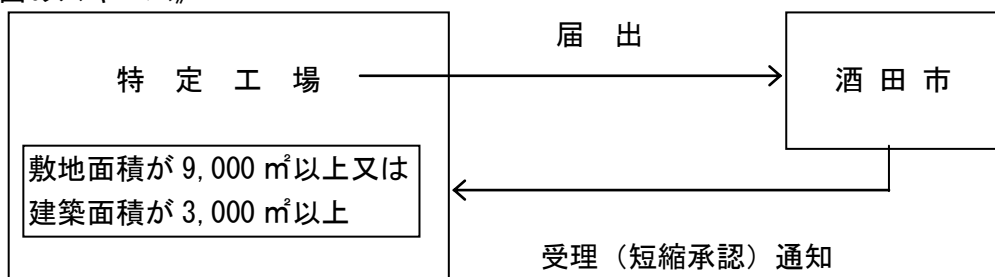 届　出
特　定　工　場
酒 田 市
敷地面積が 9,000 ㎡以上又は
建築面積が 3,000 ㎡以上
受理（短縮承認）通知